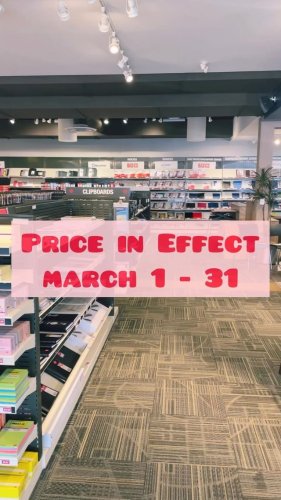 CLIPBOARDS
Price in Effect
march 1 - 31